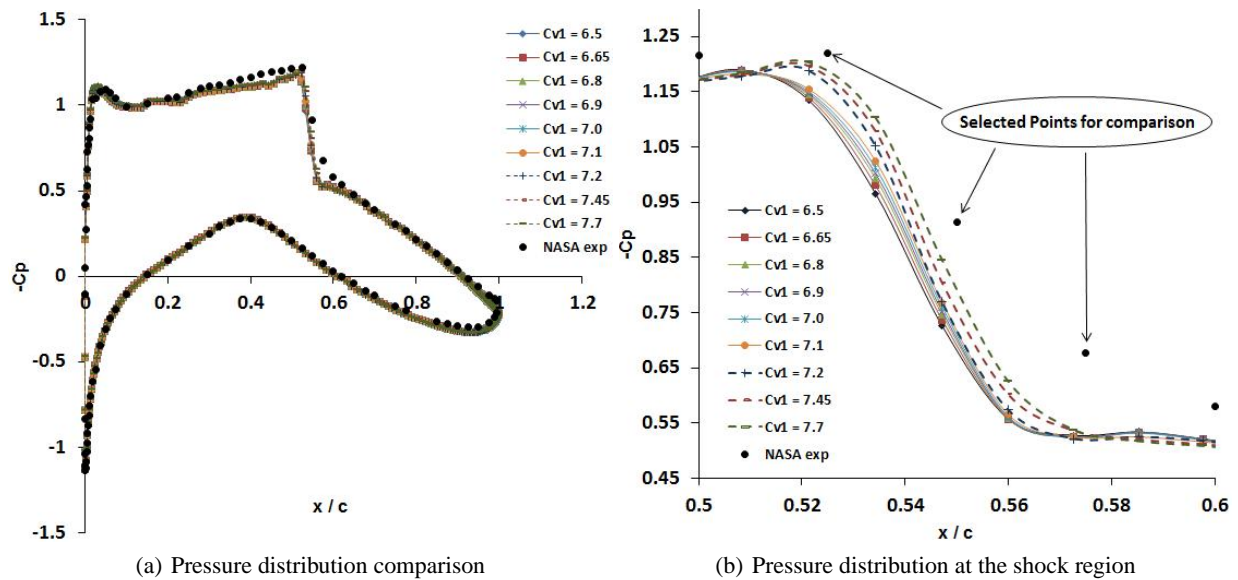 1.5
1
0.5
0
-0.5
-1
-1.5
-Cp
0
0.2
0.4
0.6
0.8
1
1.2
x / c
Cv1 = 6.5
Cv1 = 6.65
Cv1 = 6.8
Cv1 = 6.9
Cv1 = 7.0
Cv1 = 7.1
Cv1 = 7.2
Cv1 = 7.45
Cv1 = 7.7
NASA exp
(a) Pressure distribution comparison
1.25
1.15
1.05
0.95
0.85
0.75
0.65
0.55
0.45
-Cp
Selected Points for comparison
Cv1 = 6.5
Cv1 = 6.65
Cv1 = 6.8
Cv1 = 6.9
Cv1 = 7.0
Cv1 = 7.1
Cv1 = 7.2
Cv1 = 7.45
Cv1 = 7.7
NASA exp
0.5
0.52
0.54
0.56
0.58
0.6
x / c
(b) Pressure distribution at the shock region